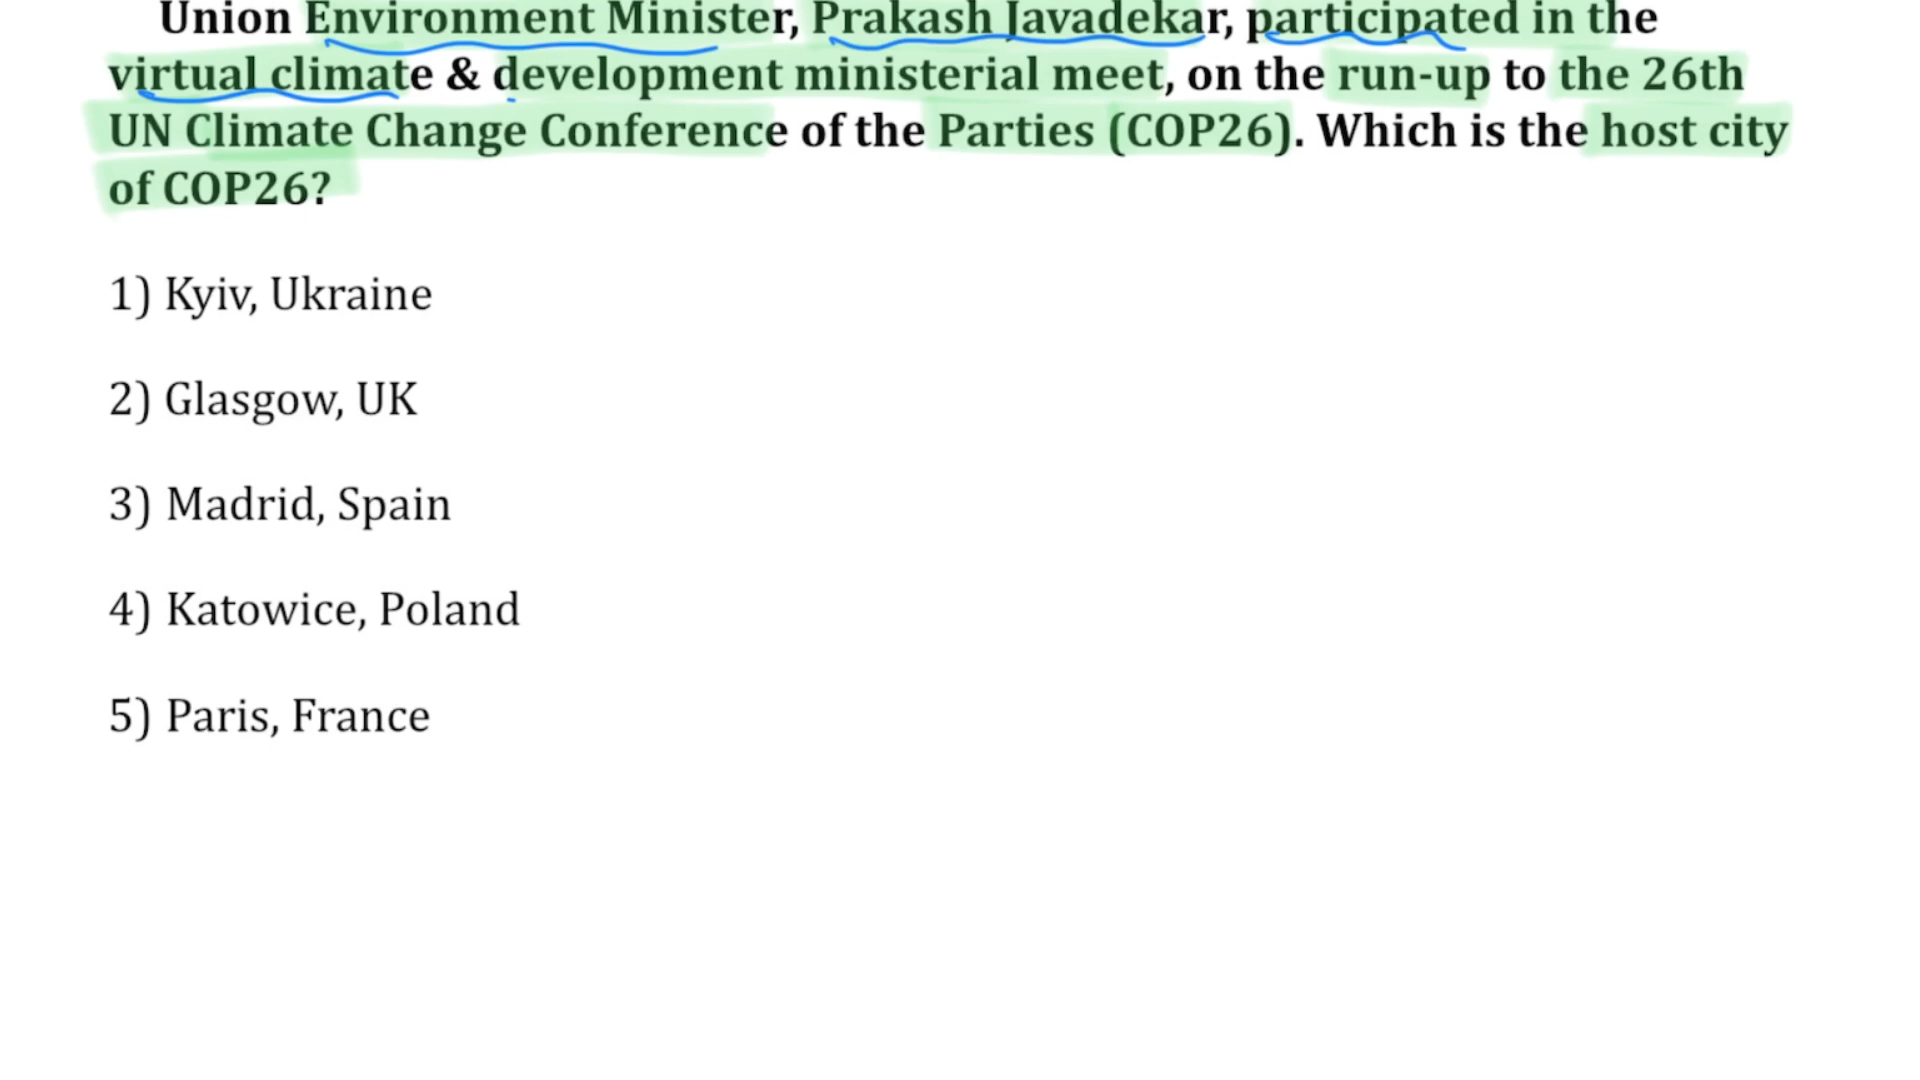 Union Environment Minister, Prakash Javadekar, participated in the
virtual climate & development ministerial meet, on the run-up to the 26th
UN Climate Change Conference of the Parties (COP26). Which is the host city
of COP26?
1) Kyiv, Ukraine
2) Glasgow, UK
3) Madrid, Spain
4) Katowice, Poland
5) Paris, France